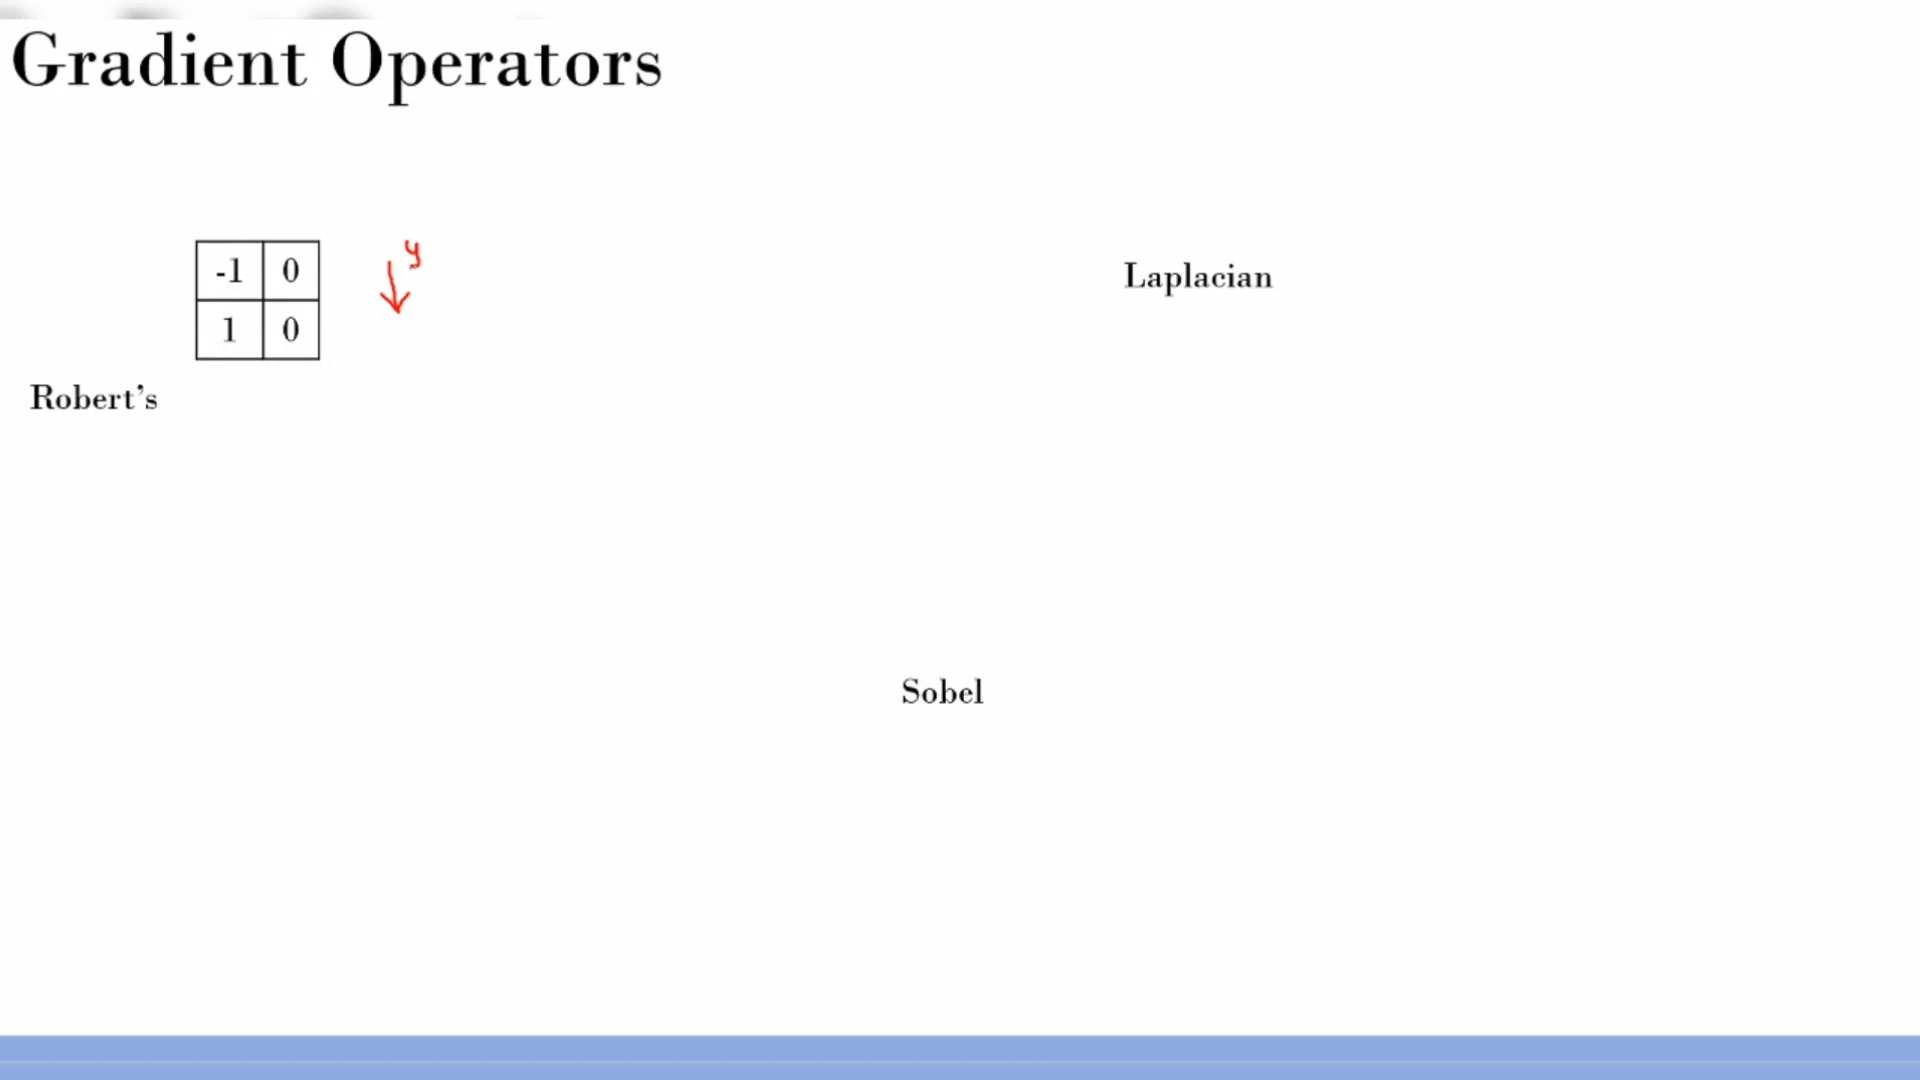 Gradient Operators
-1 0
1 0
y
Laplacian
Robert's
Sobel